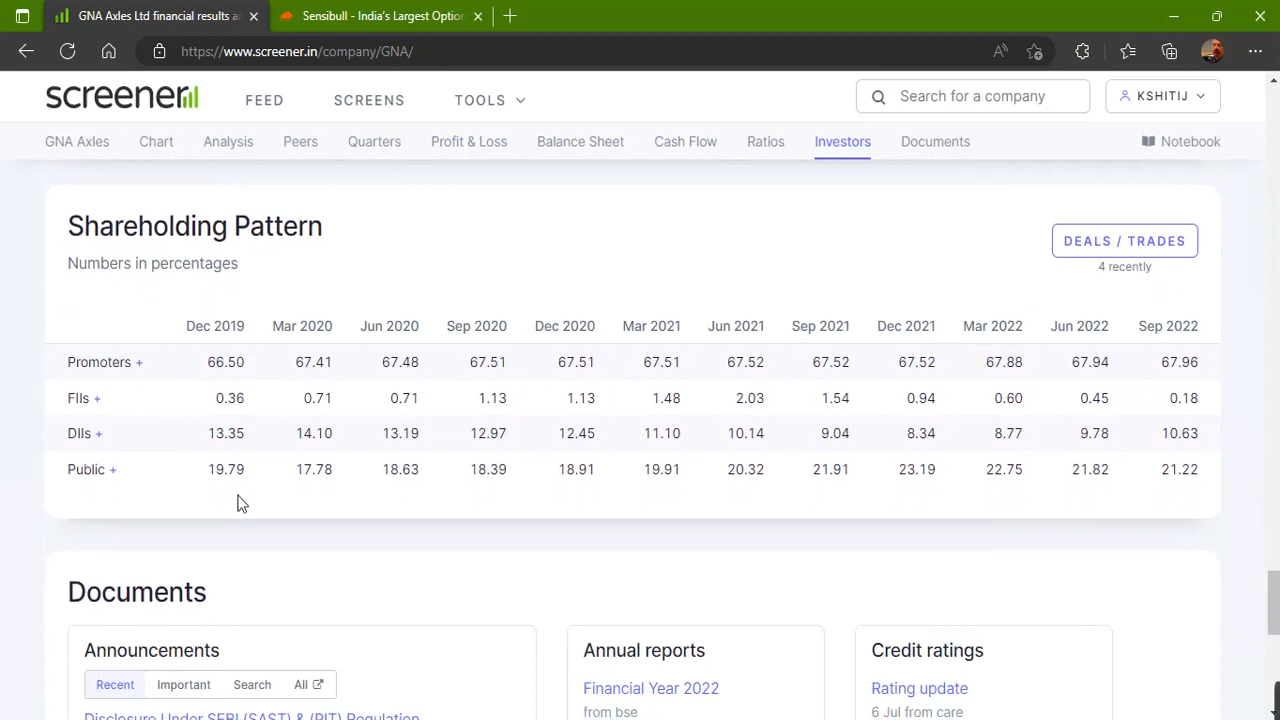 GNA Axles Ltd financial results a
Sensibull - India's Largest Optio
https://www.screener.in/company/GNA/
screener
FEED
SCREENS
TOOLS
Search for a company
KSHITIJ
GNA Axles Chart Analysis Peers Quarters Profit & Loss Balance Sheet Cash Flow Ratios Investors Documents Notebook
Shareholding Pattern
DEALS / TRADES
Numbers in percentages
4 recently
Dec 2019 Mar 2020 Jun 2020 Sep 2020 Dec 2020 Mar 2021 Jun 2021 Sep 2021 Dec 2021 Mar 2022 Jun 2022 Sep 2022
Promoters + 66.50 67.41 67.48 67.51 67.51 67.51 67.52 67.52 67.52 67.88 67.94 67.96
FIIs + 0.36 0.71 0.71 1.13 1.13 1.48 2.03 1.54 0.94 0.60 0.45 0.18
DIIs + 13.35 14.10 13.19 12.97 12.45 11.10 10.14 9.04 8.34 8.77 9.78 10.63
Public + 19.79 17.78 18.63 18.39 18.91 19.91 20.32 21.91 23.19 22.75 21.82 21.22
Documents
Announcements
Recent Important Search All
Disclosure Under SEBI (SAST) & (PIT) Regulation
Annual reports
Financial Year 2022
from bse
Credit ratings
Rating update
6 Jul from care